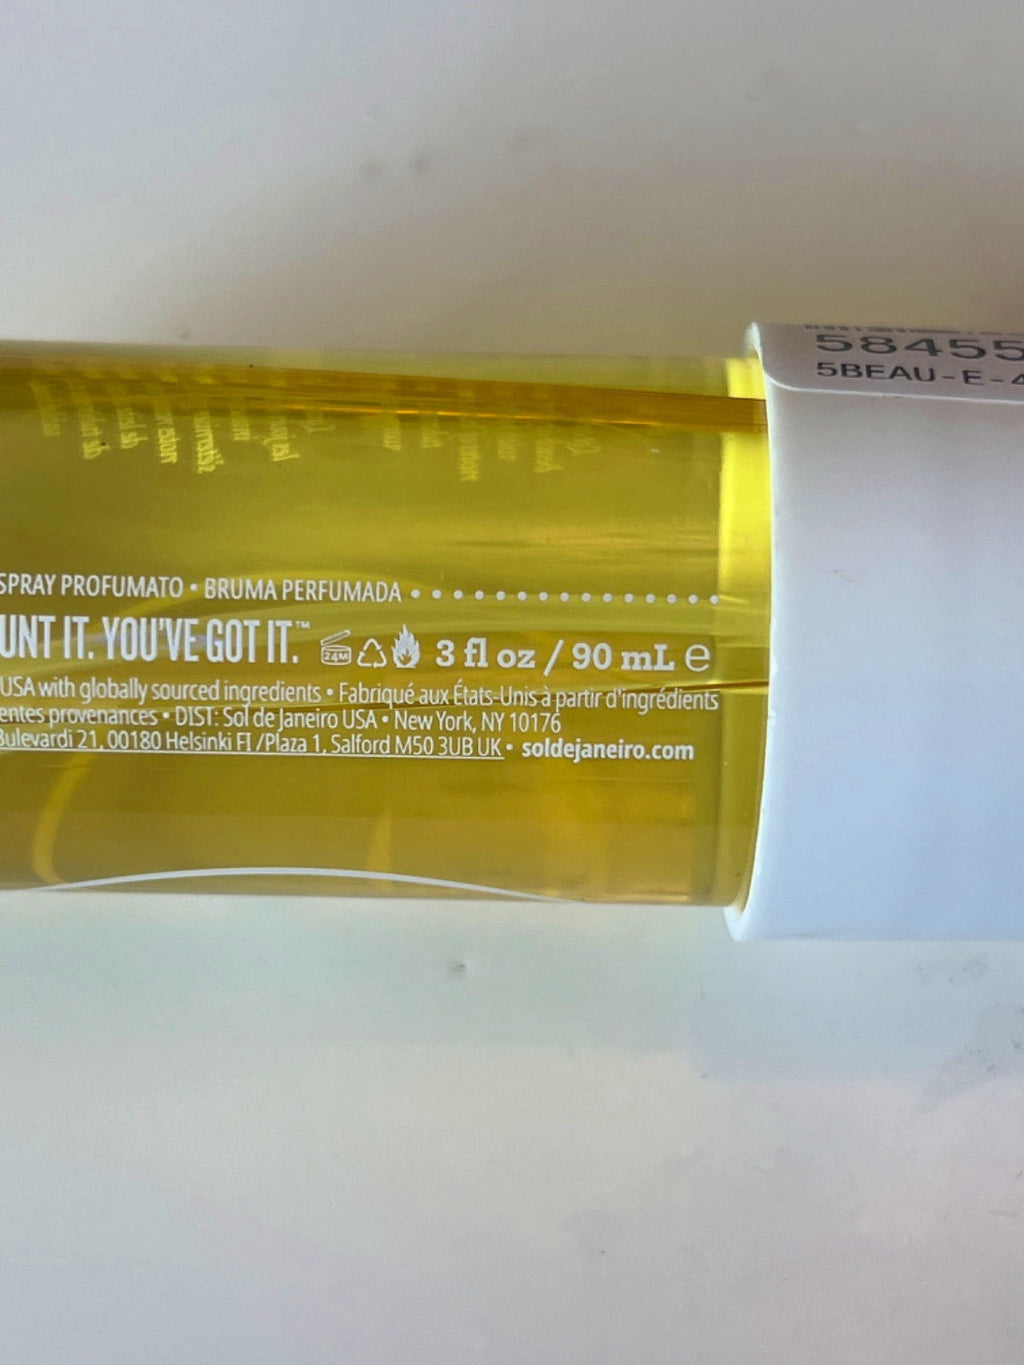 58455
5BEAU-E-4
SPRAY PROFUMATO • BRUMA PERFUMADA
UNT IT. YOU'VE GOT IT.™ 24M 3 fl oz / 90 mL e
USA with globally sourced ingredients • Fabriqué aux États-Unis à partir d'ingrédients
entes provenances • DIST: Sol de Janeiro USA • New York, NY 10176
Bulevardi 21, 00180 Helsinki FI /Plaza 1, Salford M50 3UB UK • soldejaneiro.com